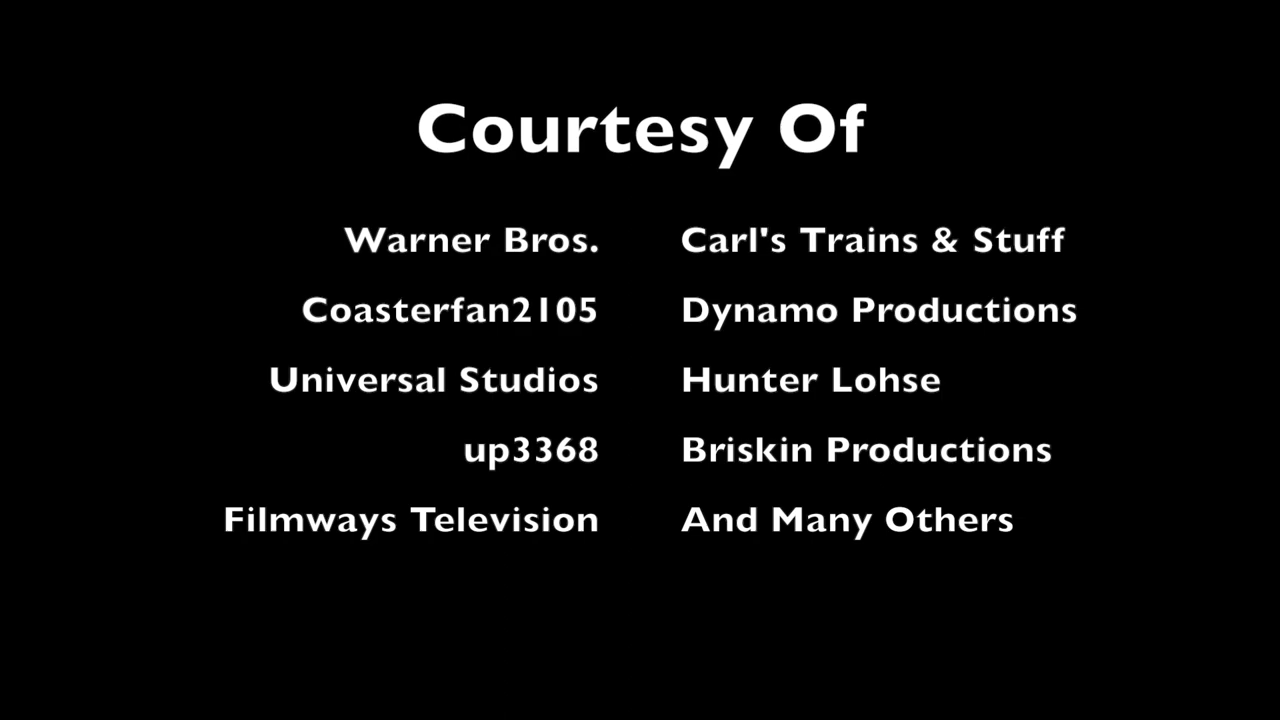 Courtesy Of
Warner Bros. Carl's Trains & Stuff
Coasterfan2105 Dynamo Productions
Universal Studios Hunter Lohse
up3368 Briskin Productions
Filmways Television And Many Others